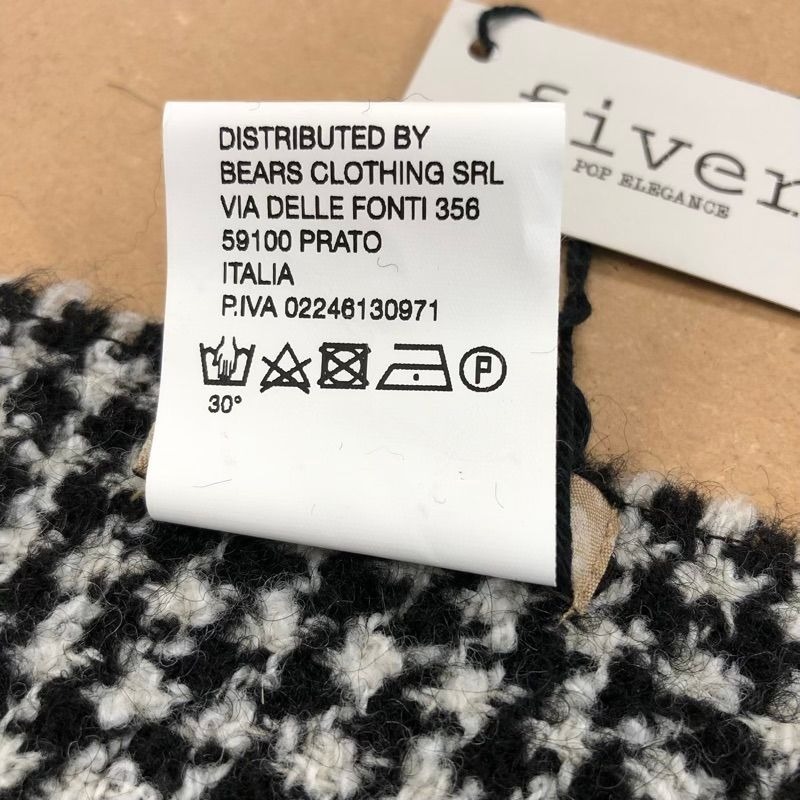 DISTRIBUTED BY
BEARS CLOTHING SRL
VIA DELLE FONTI 356
59100 PRATO
ITALIA
P.IVA 02246130971
P
30°
fiver
POP ELEGANCE